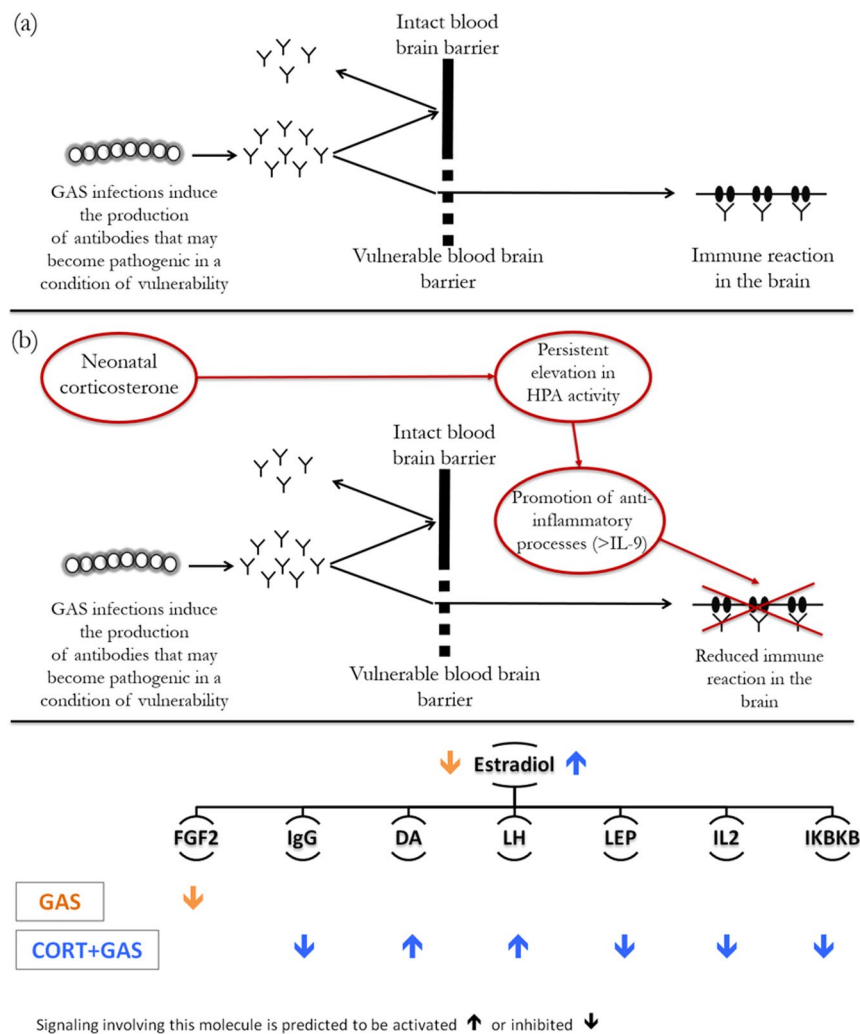 (a)
Intact blood
brain barrier
GAS infections induce
the production
of antibodies that may
become pathogenic in a
condition of vulnerability
Vulnerable blood brain
barrier
Immune reaction
in the brain
(b)
Neonatal
corticosterone
Persistent
elevation in
HPA activity
Intact blood
brain barrier
Promotion of anti-
inflammatory
processes (>IL-9)
GAS infections induce
the production
of antibodies that may
become pathogenic in a
condition of vulnerability
Vulnerable blood brain
barrier
Reduced immune
reaction in the
brain
Estradiol
FGF2 IgG DA LH LEP IL2 IKBKB
GAS
CORT+GAS
Signaling involving this molecule is predicted to be activated ↑ or inhibited ↓